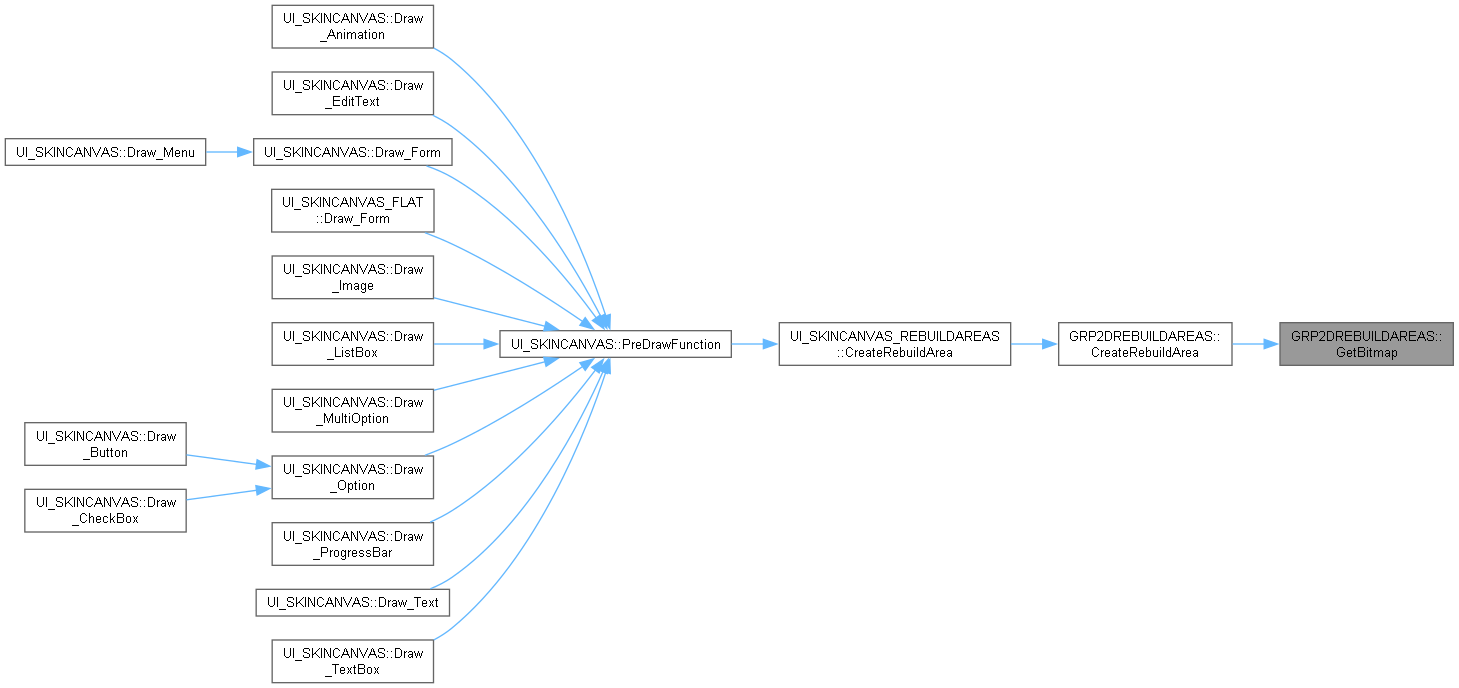 UI_SKINCANVAS::Draw
_Animation
UI_SKINCANVAS::Draw
_EditText
UI_SKINCANVAS::Draw_Menu
UI_SKINCANVAS::Draw_Form
UI_SKINCANVAS_FLAT
::Draw_Form
UI_SKINCANVAS::Draw
_Image
UI_SKINCANVAS::Draw
_ListBox
UI_SKINCANVAS::PreDrawFunction
UI_SKINCANVAS_REBUILDAREAS
::CreateRebuildArea
GRP2DREBUILDAREAS::
CreateRebuildArea
GRP2DREBUILDAREAS::
GetBitmap
UI_SKINCANVAS::Draw
_MultiOption
UI_SKINCANVAS::Draw
_Button
UI_SKINCANVAS::Draw
_Option
UI_SKINCANVAS::Draw
_CheckBox
UI_SKINCANVAS::Draw
_ProgressBar
UI_SKINCANVAS::Draw_Text
UI_SKINCANVAS::Draw
_TextBox